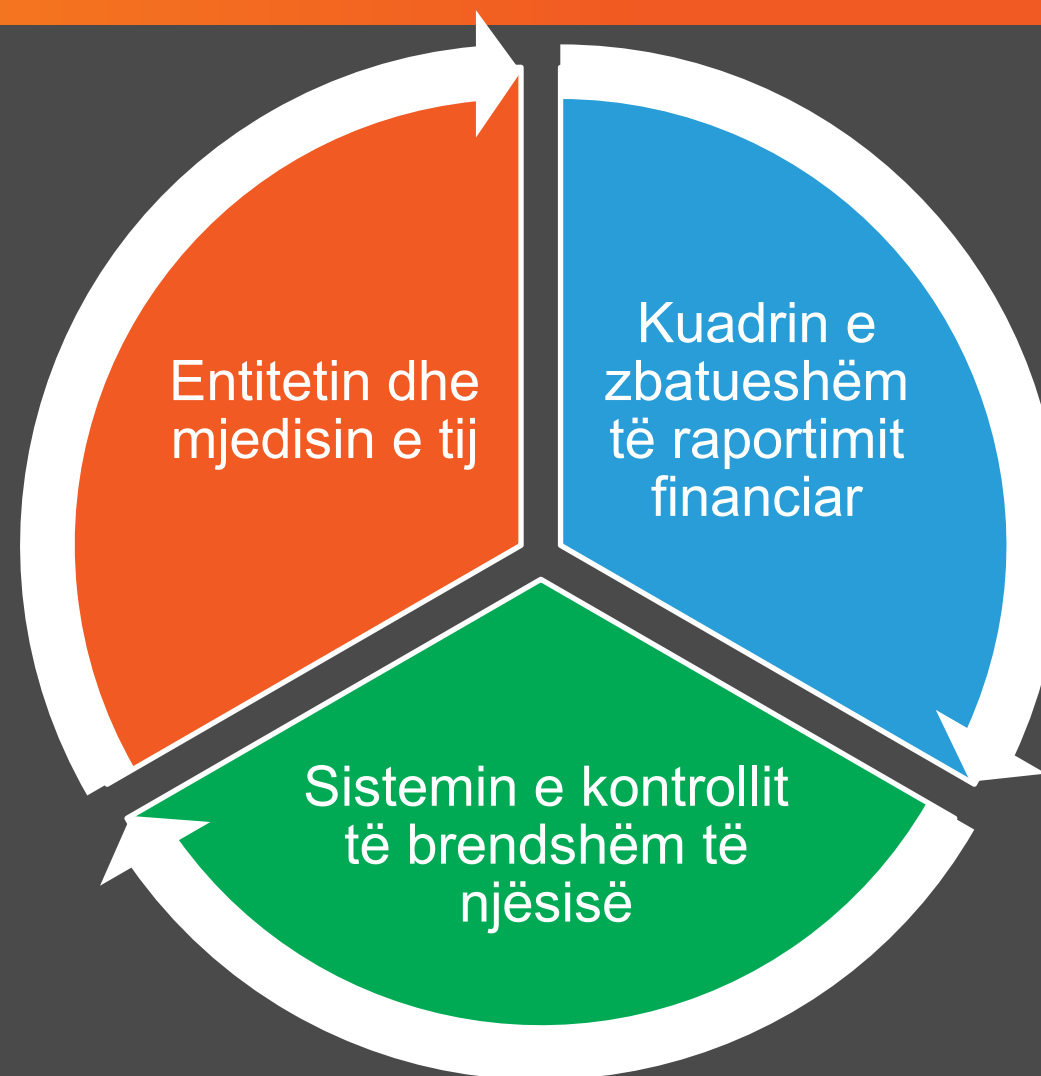 Entitetin dhe
mjedisin e tij
Kuadrin e
zbatueshëm
të raportimit
financiar
Sistemin e kontrollit
të brendshëm të
njësisë